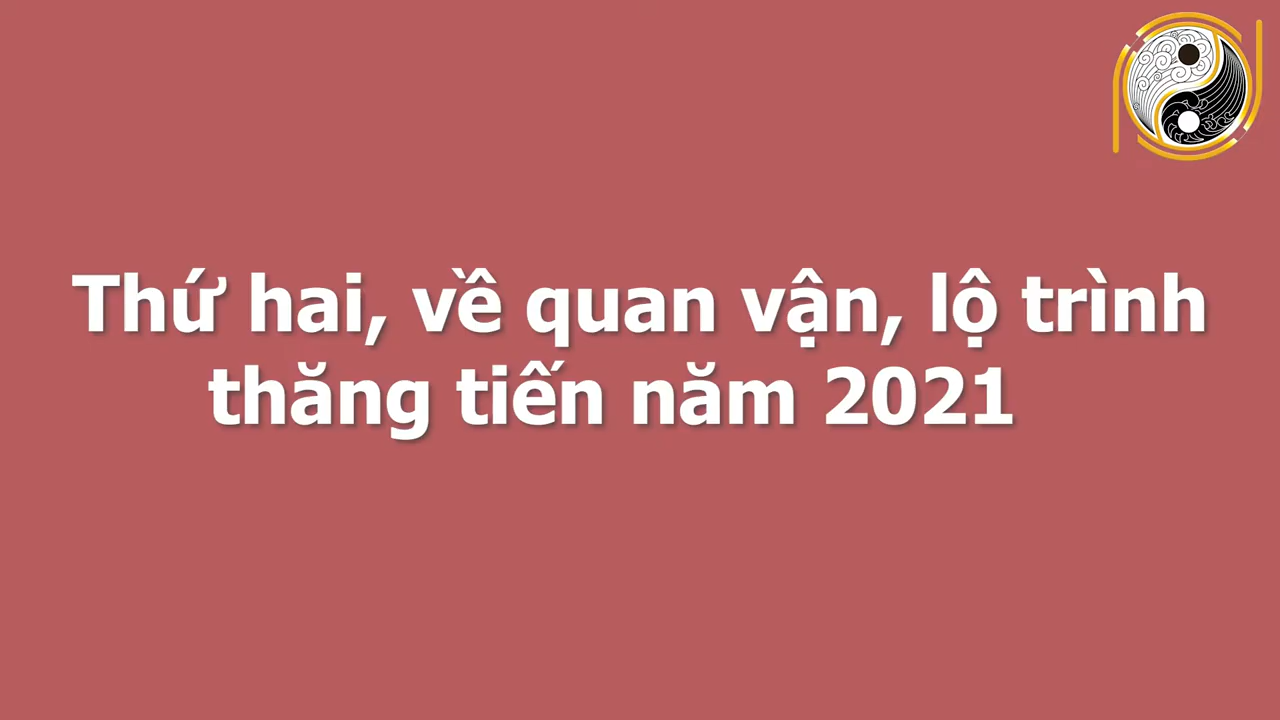 Thứ hai, về quan vận, lộ trình
thăng tiến năm 2021